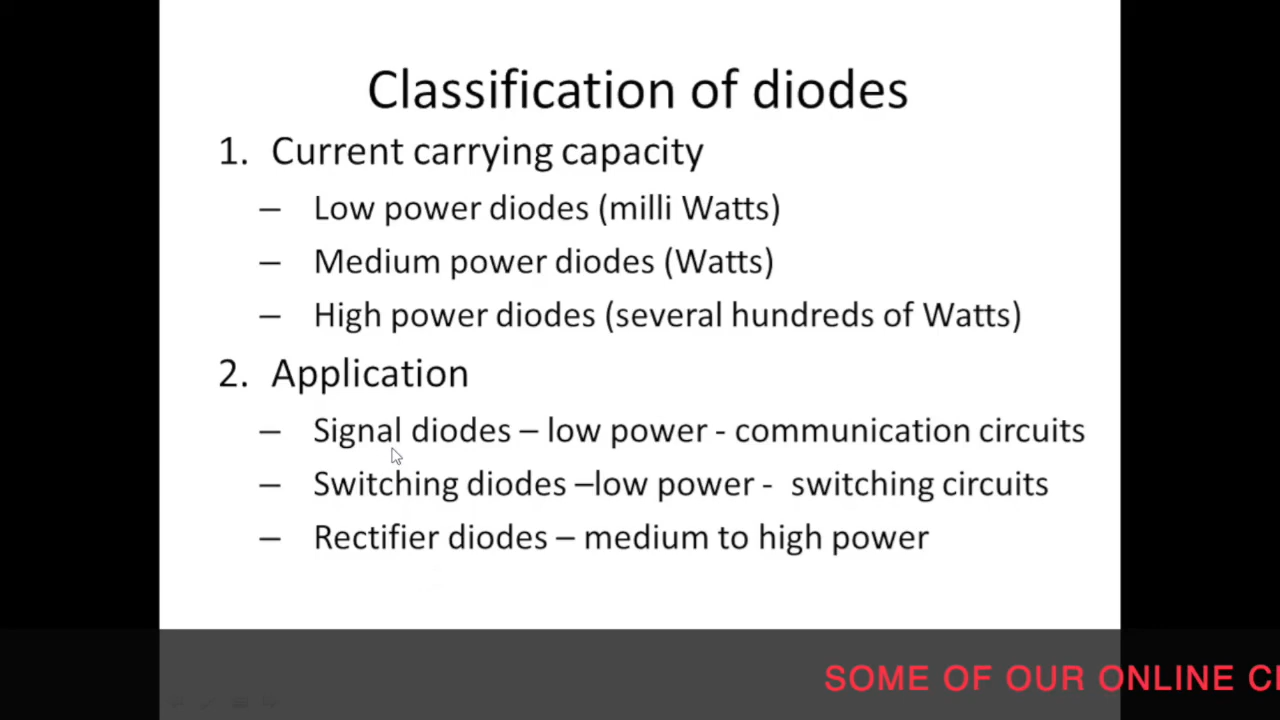 Classification of diodes
1. Current carrying capacity
– Low power diodes (milli Watts)
– Medium power diodes (Watts)
– High power diodes (several hundreds of Watts)
2. Application
– Signal diodes – low power - communication circuits
– Switching diodes –low power - switching circuits
– Rectifier diodes – medium to high power
SOME OF OUR ONLINE